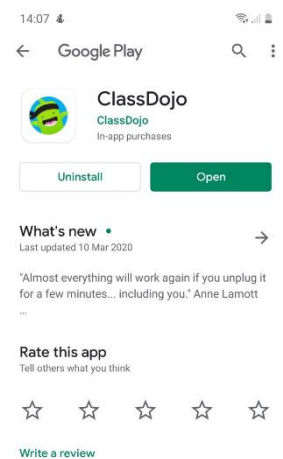 14:07
Google Play
ClassDojo
ClassDojo
In-app purchases
Uninstall
Open
What's new •
Last updated 10 Mar 2020
"Almost everything will work again if you unplug it
for a few minutes... including you." Anne Lamott
...
Rate this app
Tell others what you think
Write a review